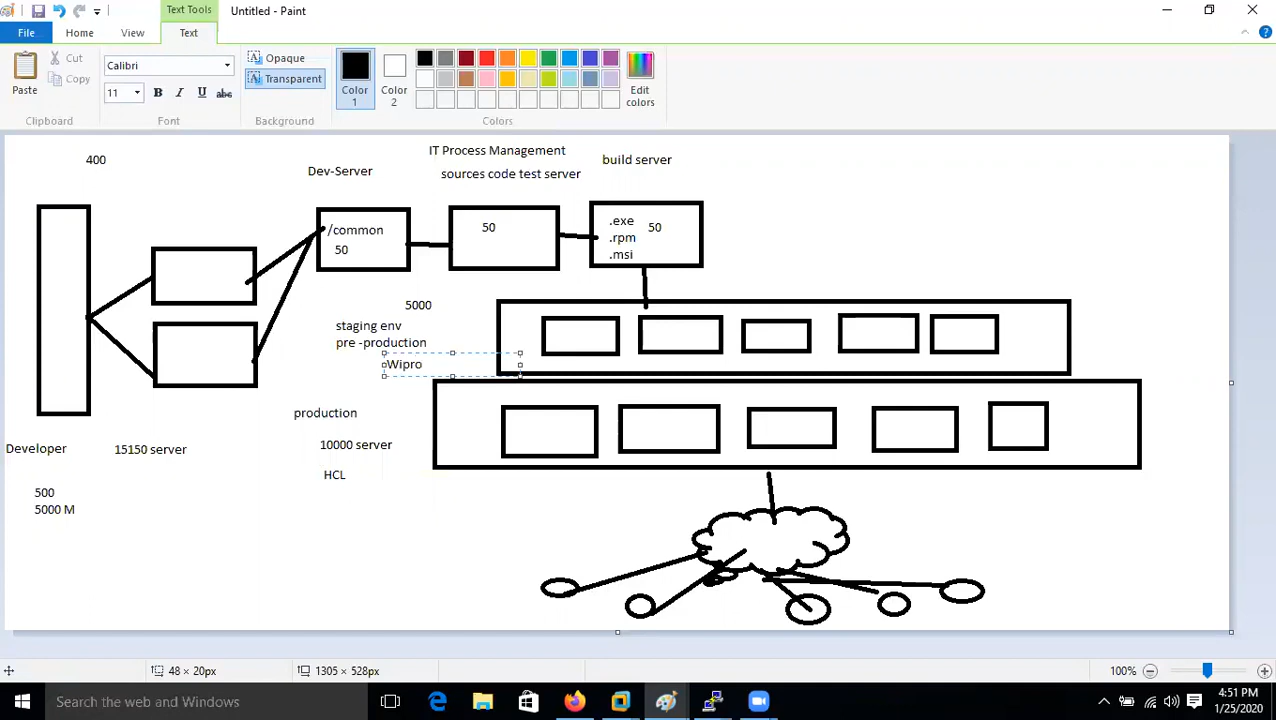 Text Tools
Untitled - Paint
File
Home
View
Text
Paste
Cut
Copy
Clipboard
Calibri
11
B
I
U
abc
Font
Opaque
Transparent
Background
Color
1
Color
2
Edit
colors
Colors
400
Dev-Server
IT Process Management
sources code test server
build server
/common
50
50
.exe
50
.rpm
.msi
5000
staging env
pre -production
Wipro
production
10000 server
HCL
Developer
15150 server
500
5000 M
48 × 20px
1305 × 528px
100%
Search the web and Windows
4:51 PM
1/25/2020